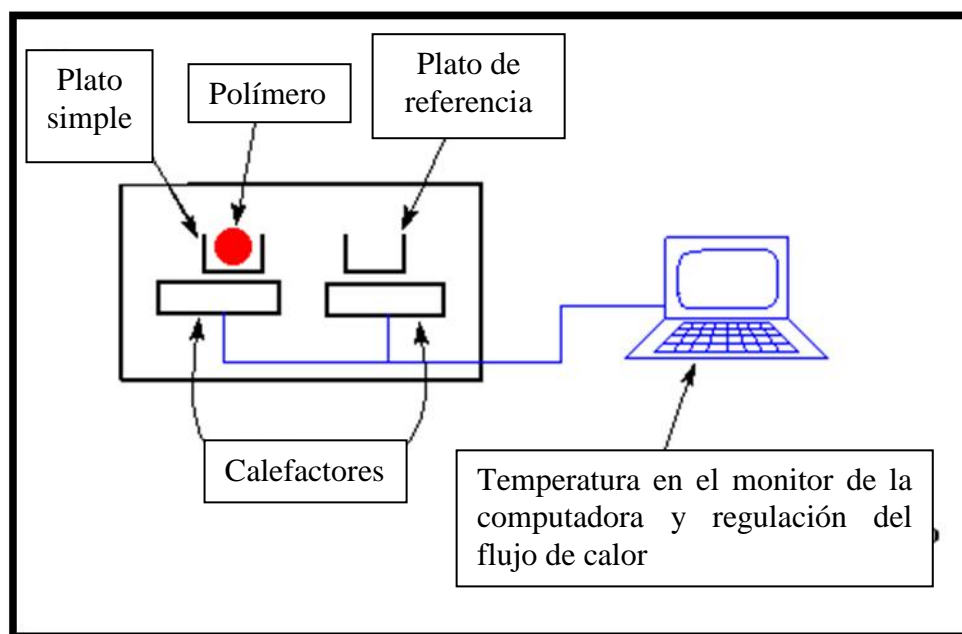 Plato
simple
Polímero
Plato de
referencia
Calefactores
Temperatura en el monitor de la
computadora y regulación del
flujo de calor